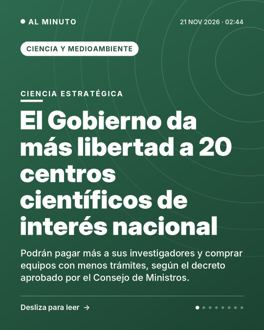 AL MINUTO
21 NOV 2026 · 02:44
CIENCIA Y MEDIOAMBIENTE
CIENCIA ESTRATÉGICA
El Gobierno da
más libertad a 20
centros
científicos de
interés nacional
Podrán pagar más a sus investigadores y comprar
equipos con menos trámites, según el decreto
aprobado por el Consejo de Ministros.
Desliza para leer →